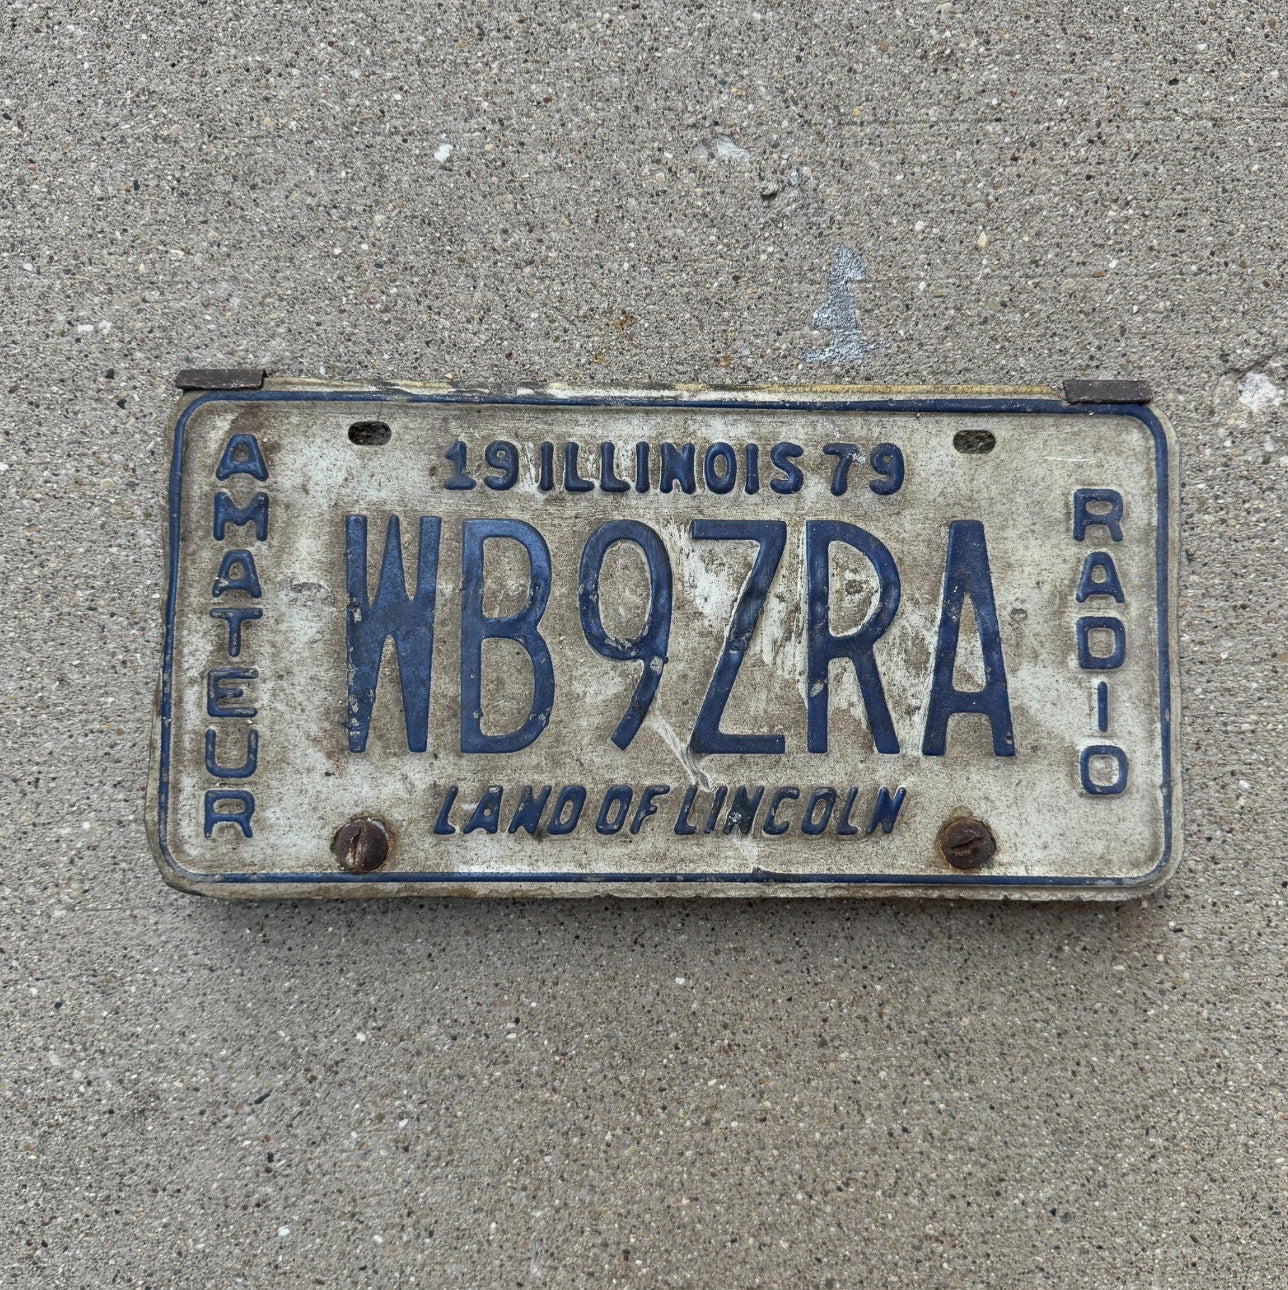 19 ILLINOIS 79
AMATEUR
WB9ZRA
RADIO
LAND OF LINCOLN